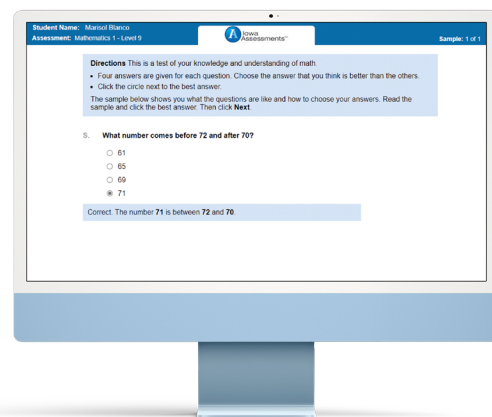 Student Name: Marisol Blanco
Assessment: Mathematics 1 - Level 9
Iowa
Assessments™
Sample: 1 of 1
Directions This is a test of your knowledge and understanding of math.
• Four answers are given for each question. Choose the answer that you think is better than the others.
• Click the circle next to the best answer.
The sample below shows you what the questions are like and how to choose your answers. Read the
sample and click the best answer. Then click Next.
S. What number comes before 72 and after 70?
61
65
69
71
Correct. The number 71 is between 72 and 70.